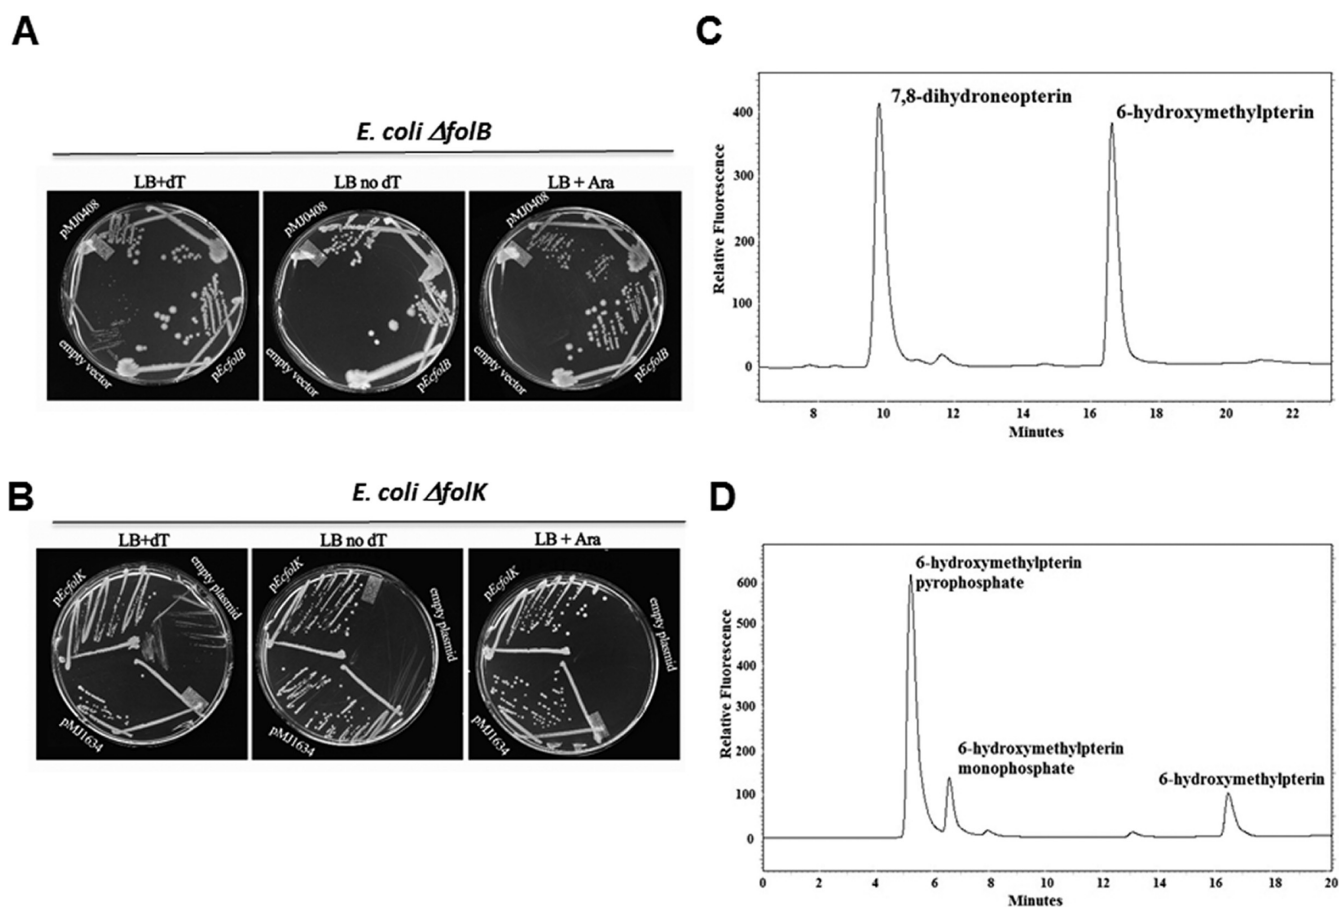 A
E. coli ΔfolB
LB+dT
LB no dT
LB + Ara
pMJ0408
pMJ0408
pMJ0408
empty vector
pEcfolB
empty vector
pEcfolB
empty vector
pEcfolB
B
E. coli ΔfolK
LB+dT
LB no dT
LB + Ara
pEcfolK
empty plasmid
pEcfolK
empty plasmid
pEcfolK
empty plasmid
pMJ1634
pMJ1634
pMJ1634
C
7,8-dihydroneopterin
6-hydroxymethylpterin
Relative Fluorescence
400
300
200
100
0
8 10 12 14 16 18 20 22
Minutes
D
6-hydroxymethylpterin
pyrophosphate
6-hydroxymethylpterin
monophosphate
6-hydroxymethylpterin
Relative Fluorescence
600
500
400
300
200
100
0
0 2 4 6 8 10 12 14 16 18 20
Minutes